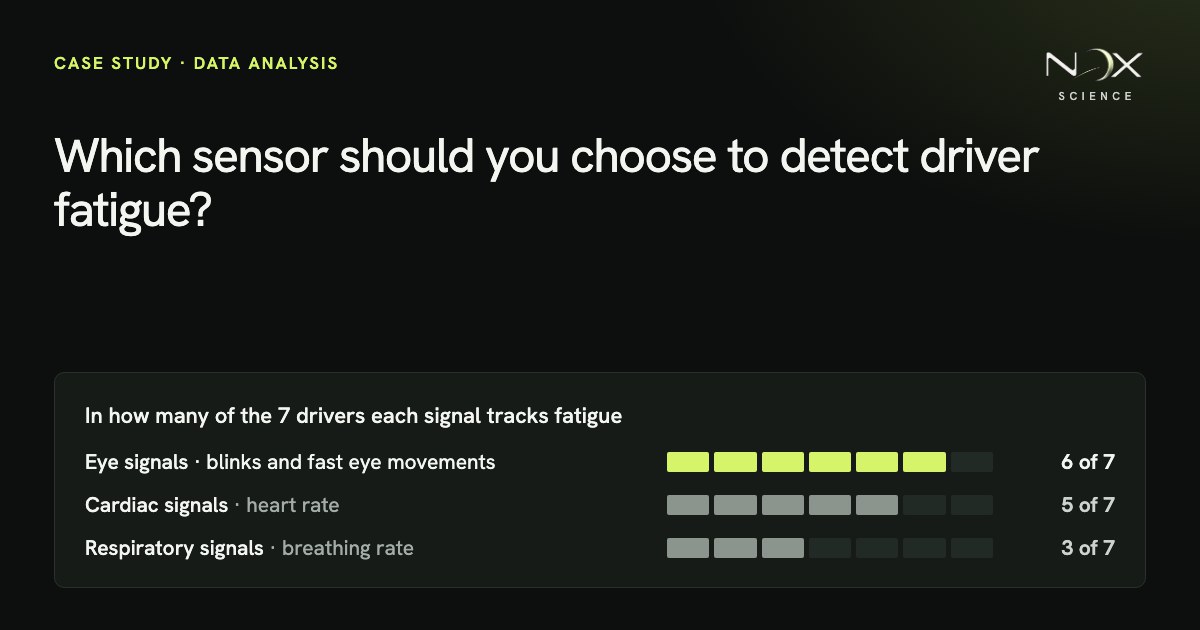 CASE STUDY · DATA ANALYSIS
NOX
SCIENCE
Which sensor should you choose to detect driver
fatigue?
In how many of the 7 drivers each signal tracks fatigue
Eye signals · blinks and fast eye movements 6 of 7
Cardiac signals · heart rate 5 of 7
Respiratory signals · breathing rate 3 of 7